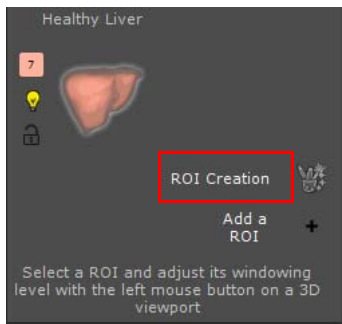 Healthy Liver
7
ROI Creation
Add a
ROI
Select a ROI and adjust its windowing
level with the left mouse button on a 3D
viewport